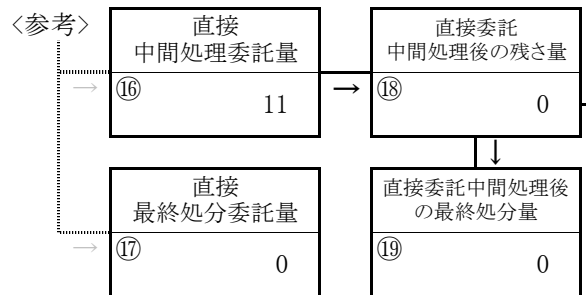 〈参考〉
直接
中間処理委託量
⑯
11
→
→
直接委託
中間処理後の残さ量
⑱
0
↓
直接
最終処分委託量
⑰
0
→
直接委託中間処理後
の最終処分量
⑲
0